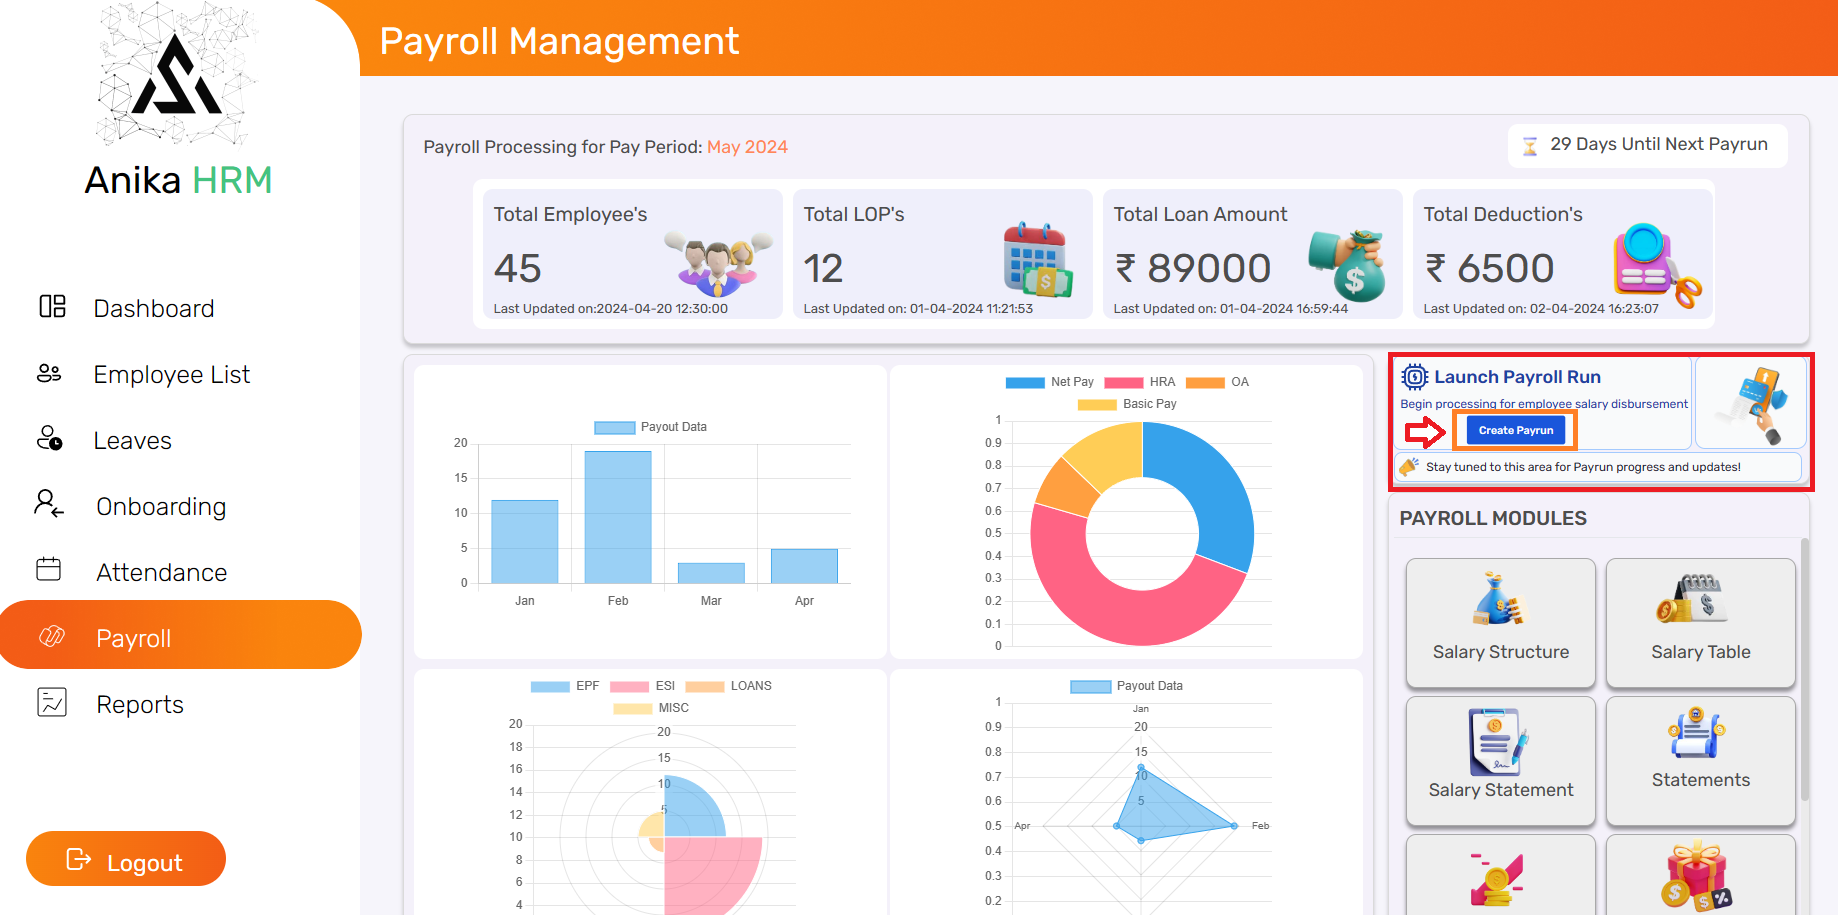 Anika HRM
Dashboard
Employee List
Leaves
Onboarding
Attendance
Payroll
Reports
Logout
Payroll Management
Payroll Processing for Pay Period: May 2024
29 Days Until Next Payrun
Total Employee's
45
Last Updated on:2024-04-20 12:30:00
Total LOP's
12
Last Updated on: 01-04-2024 11:21:53
Total Loan Amount
₹ 89000
Last Updated on: 01-04-2024 16:59:44
Total Deduction's
₹ 6500
Last Updated on: 02-04-2024 16:23:07
Payout Data
20
15
10
5
0
Jan Feb Mar Apr
Net Pay HRA OA
Basic Pay
1
0.9
0.8
0.7
0.6
0.5
0.4
0.3
0.2
0.1
0
EPF ESI LOANS
MISC
20
18
16
14
12
10
8
6
4
20
15
10
5
Payout Data
1
0.9
0.8
0.7
0.6
0.5
0.4
0.3
0.2
Jan
20
15
10
5
Apr
Feb
Launch Payroll Run
Begin processing for employee salary disbursement
Create Payrun
Stay tuned to this area for Payrun progress and updates!
PAYROLL MODULES
Salary Structure
Salary Table
Salary Statement
Statements